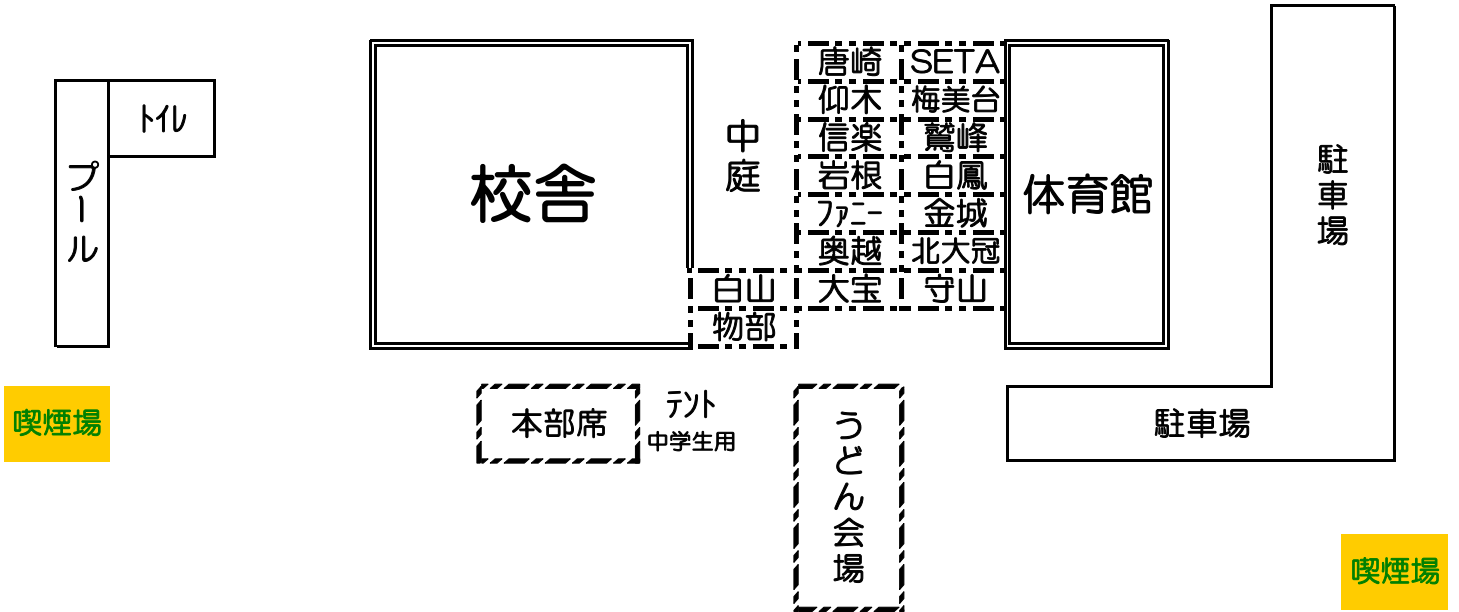 トイレ
プール
校舎
中庭
唐崎
SETA
仰木
梅美台
信楽
鷲峰
岩根
白鳳
ファニー
金城
奥越
北大冠
白山
大宝
守山
物部
体育館
駐車場
喫煙場
本部席
テント
中学生用
うどん会場
駐車場
喫煙場